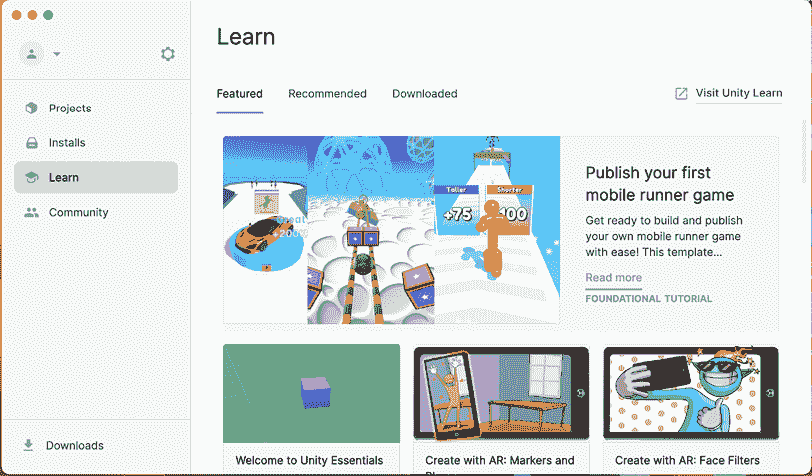 Learn
Featured
Recommended
Downloaded
Visit Unity Learn
Projects
Installs
Learn
Community
Downloads
Taller
Shorter
+75
Publish your first
mobile runner game
Get ready to build and publish
your own mobile runner game
with ease! This template...
Read more
FOUNDATIONAL TUTORIAL
Welcome to Unity Essentials
Create with AR: Markers and
Create with AR: Face Filters